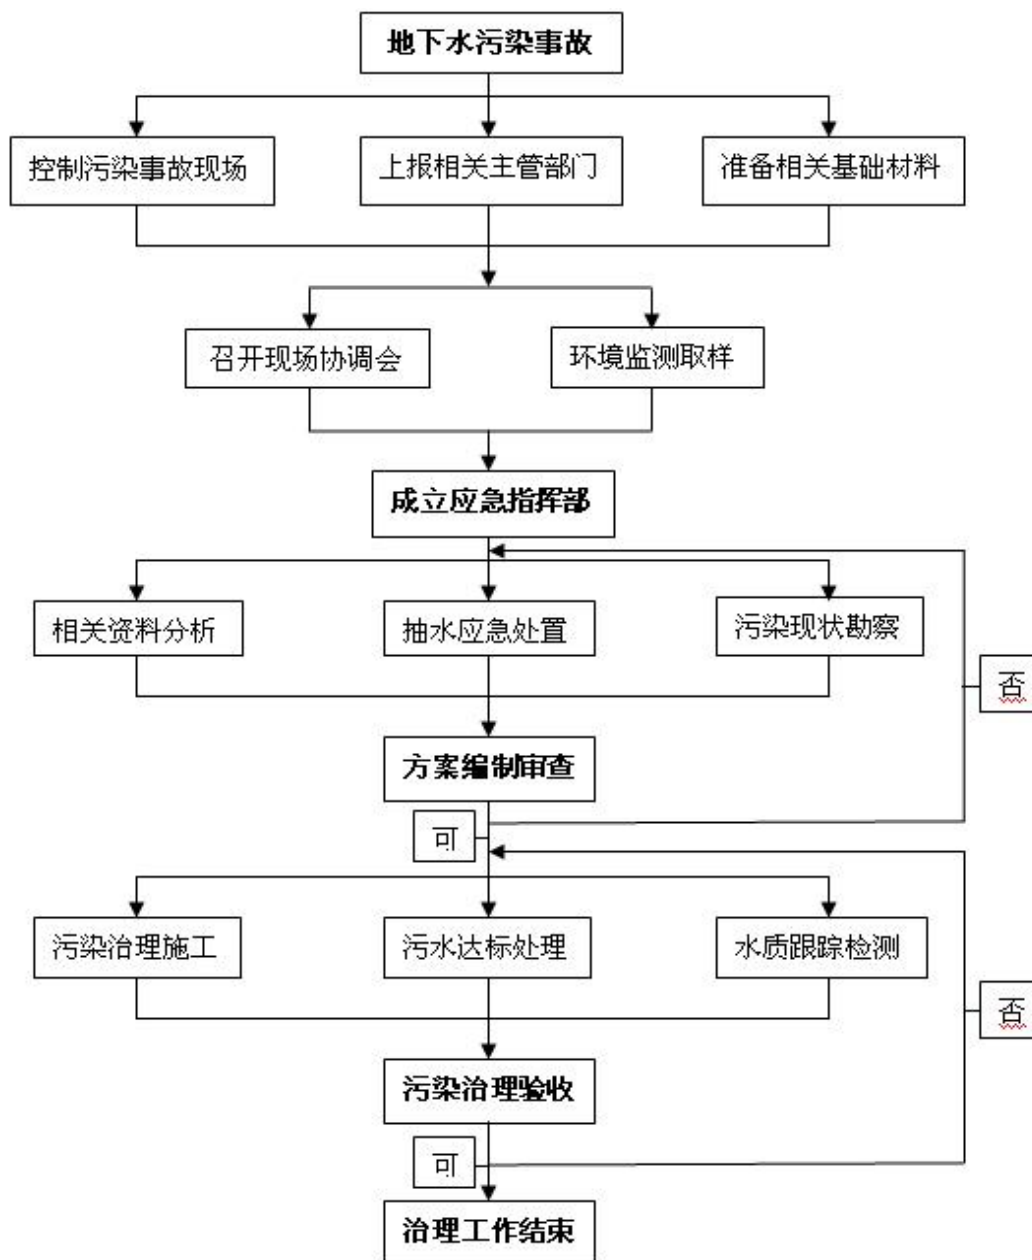 地下水污染事故
控制污染事故现场
上报相关主管部门
准备相关基础材料
召开现场协调会
环境监测取样
成立应急指挥部
相关资料分析
抽水应急处置
污染现状勘察
否
方案编制审查
可
污染治理施工
污水达标处理
水质跟踪检测
否
污染治理验收
可
治理工作结束